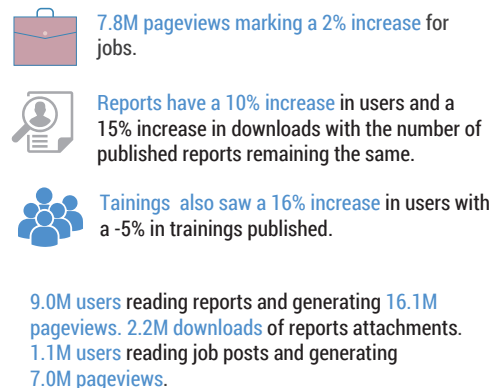 7.8M pageviews marking a 2% increase for
jobs.
Reports have a 10% increase in users and a
15% increase in downloads with the number of
published reports remaining the same.
Tainings also saw a 16% increase in users with
a -5% in trainings published.
9.0M users reading reports and generating 16.1M
pageviews. 2.2M downloads of reports attachments.
1.1M users reading job posts and generating
7.0M pageviews.